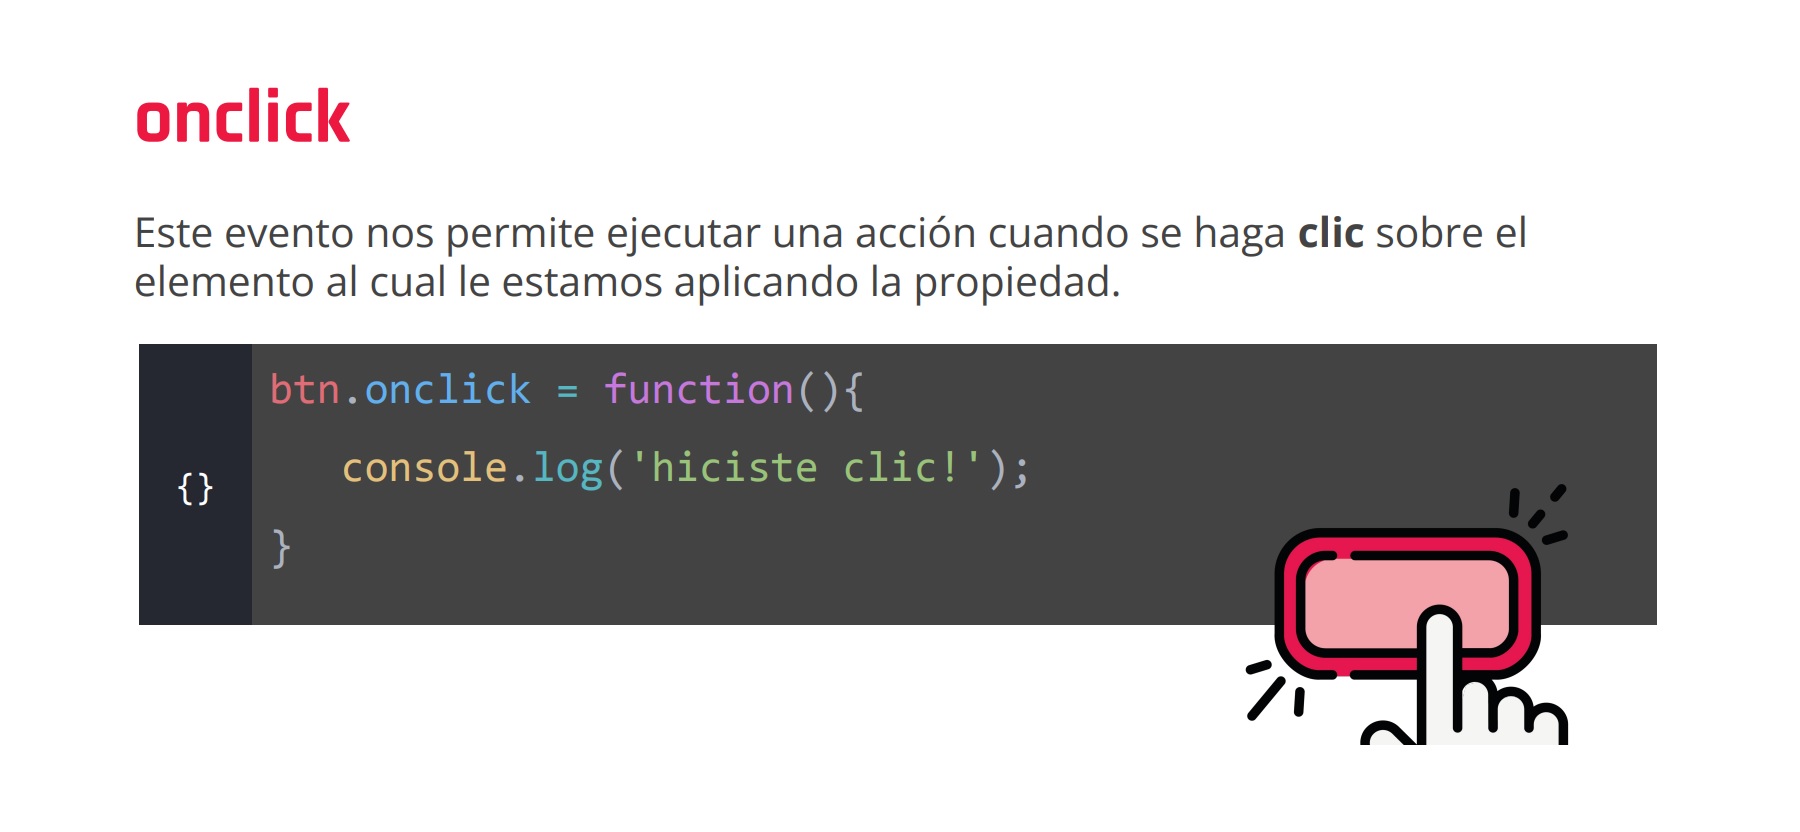 onclick
Este evento nos permite ejecutar una acción cuando se haga clic sobre el
elemento al cual le estamos aplicando la propiedad.
btn.onclick = function(){
console.log('hiciste clic!');
{}
}